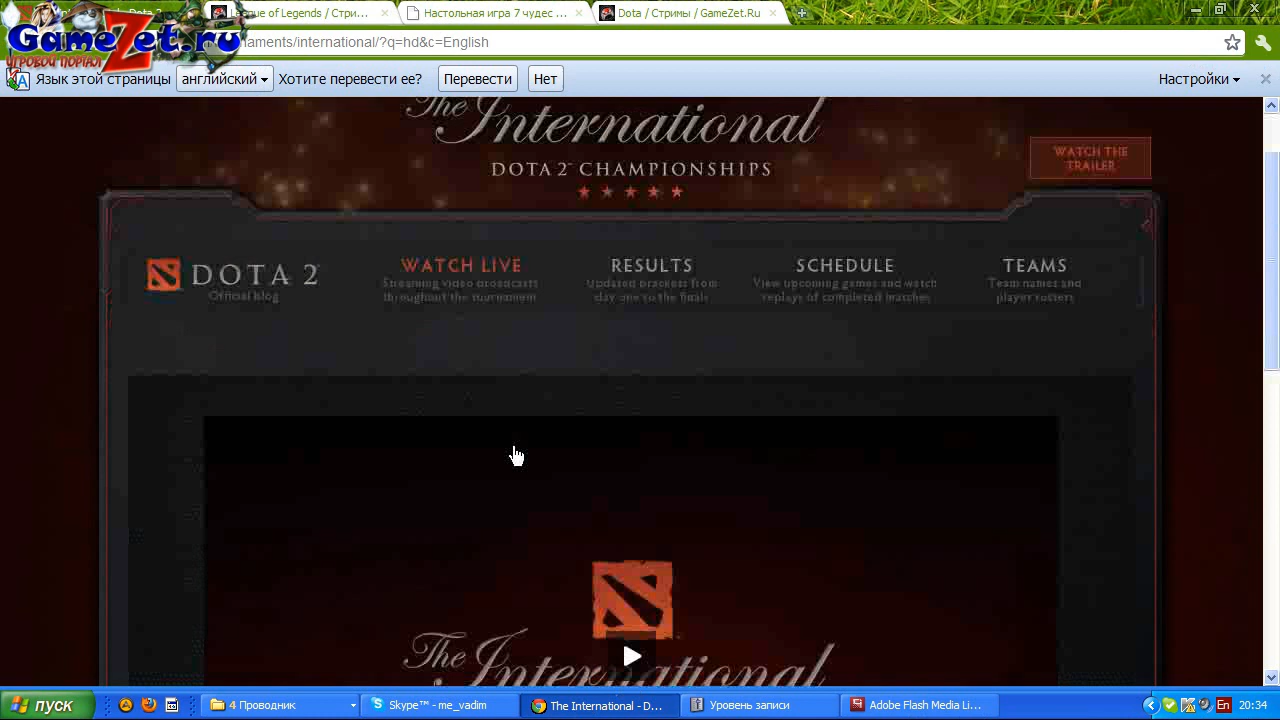 GameZet.ru
ИГРОВОЙ ПОРТАЛ
Dota 2
League of Legends / Стри...
Настольная игра 7 чудес ...
Dota / Стримы / GameZet.Ru
naments/international/?q=hd&c=English
Язык этой страницы
английский
Хотите перевести ее?
Перевести
Нет
Настройки
The International
DOTA 2™ CHAMPIONSHIPS
WATCH THE
TRAILER
DOTA 2
Official blog
WATCH LIVE
Streaming video broadcasts
throughout the tournament
RESULTS
Updated brackets from
day one to the finals
SCHEDULE
View upcoming games and watch
replays of completed matches
TEAMS
Team names and
player rosters
The International
пуск
4 Проводник
Skype™ - me_vadim
The International - D...
Уровень записи
Adobe Flash Media Li...
En
20:34